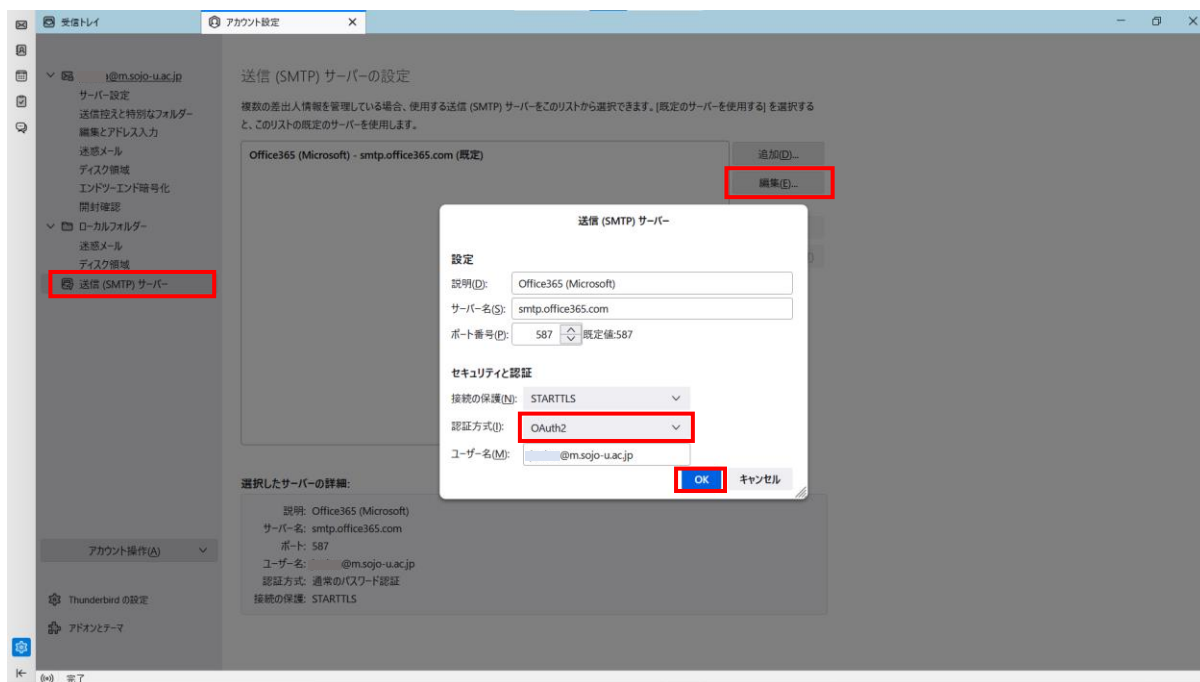 受信トレイ
アカウント設定
@m.sojo-u.ac.jp
サーバー設定
送信控えと特別なフォルダー
編集とアドレス入力
迷惑メール
ディスク領域
エンドツーエンド暗号化
開封確認
ローカルフォルダー
迷惑メール
ディスク領域
送信 (SMTP) サーバー
アカウント操作(A)
Thunderbird の設定
アドオンとテーマ
送信 (SMTP) サーバーの設定
複数の差出人情報を管理している場合、使用する送信 (SMTP) サーバーをこのリストから選択できます。[既定のサーバーを使用する] を選択する
と、このリストの既定のサーバーを使用します。
Office365 (Microsoft) - smtp.office365.com (既定)
追加(D)...
編集(E)...
送信 (SMTP) サーバー
設定
説明(D): Office365 (Microsoft)
サーバー名(S): smtp.office365.com
ポート番号(P): 587 既定値:587
セキュリティと認証
接続の保護(N): STARTTLS
認証方式(I): OAuth2
ユーザー名(M): @m.sojo-u.ac.jp
OK キャンセル
選択したサーバーの詳細:
説明: Office365 (Microsoft)
サーバー名: smtp.office365.com
ポート: 587
ユーザー名: @m.sojo-u.ac.jp
認証方式: 通常のパスワード認証
接続の保護: STARTTLS
完了